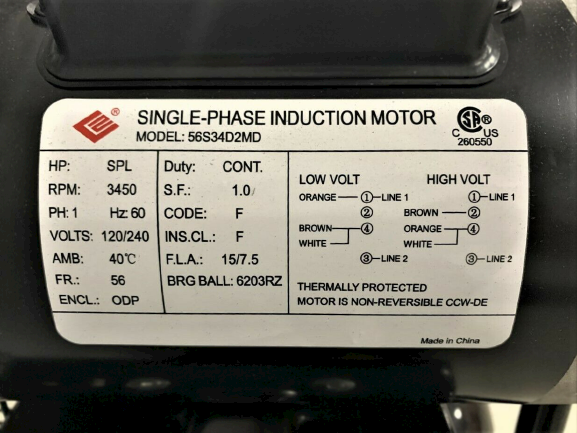 SINGLE-PHASE INDUCTION MOTOR
MODEL: 56S34D2MD
C US
260550
HP: SPL
RPM: 3450
PH: 1 Hz: 60
VOLTS: 120/240
AMB: 40℃
FR.: 56
ENCL.: ODP
Duty: CONT.
S.F.: 1.0
CODE: F
INS.CL.: F
F.L.A.: 15/7.5
BRG BALL: 6203RZ
LOW VOLT
ORANGE ① LINE 1
②
BROWN ④
WHITE
③ LINE 2
HIGH VOLT
① LINE 1
BROWN ②
ORANGE ④
WHITE
③ LINE 2
THERMALLY PROTECTED
MOTOR IS NON-REVERSIBLE CCW-DE
Made in China